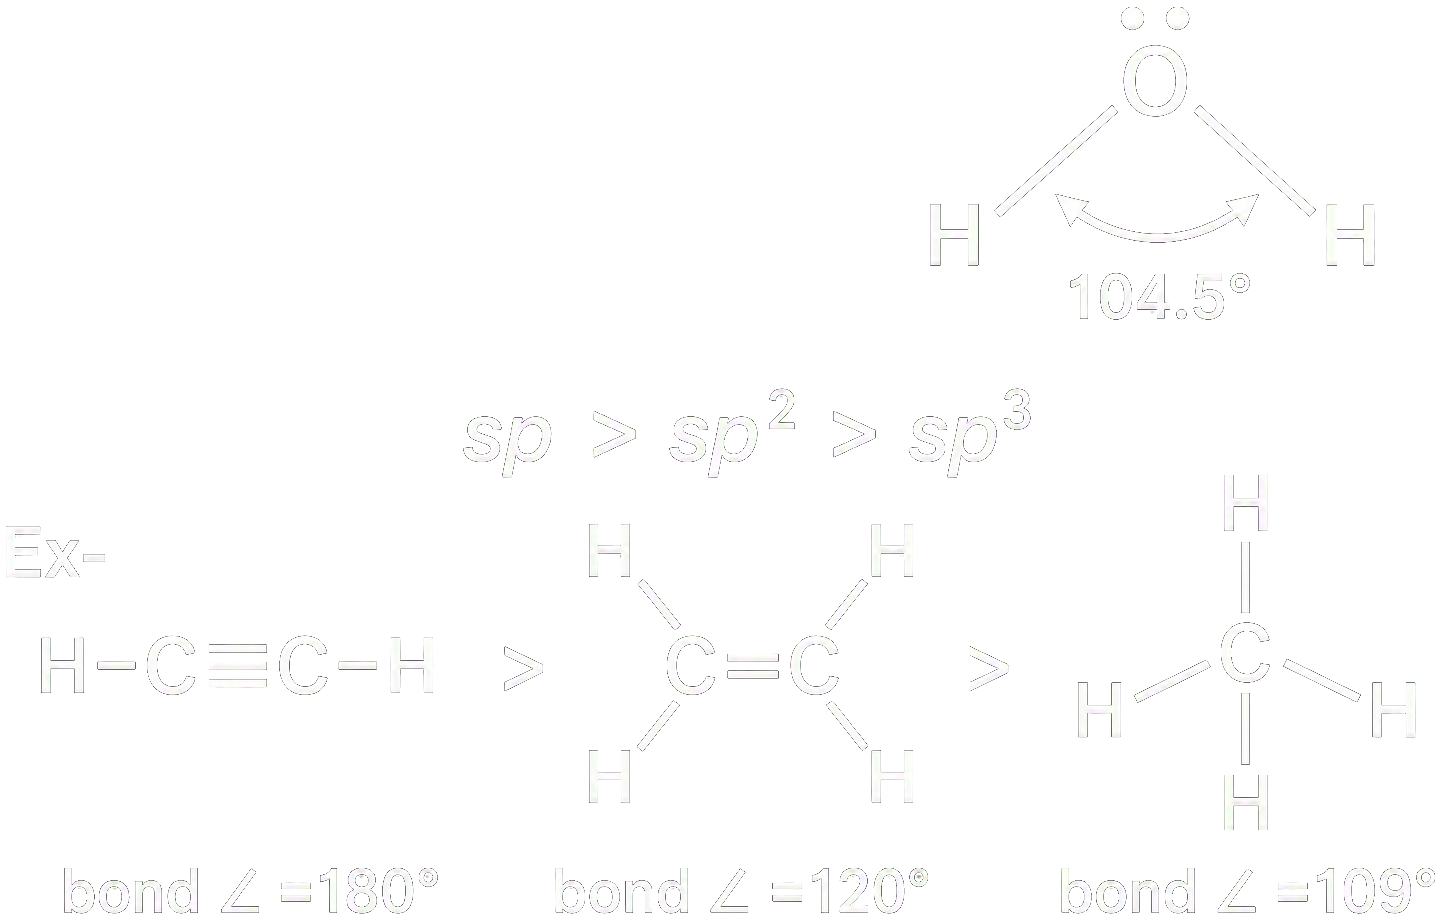 O
H H
104.5°
sp > sp² > sp³
Ex-
H–C≡C–H > H H C=C H H > H C H H H
bond ∠ =180° bond ∠ =120° bond ∠ =109°